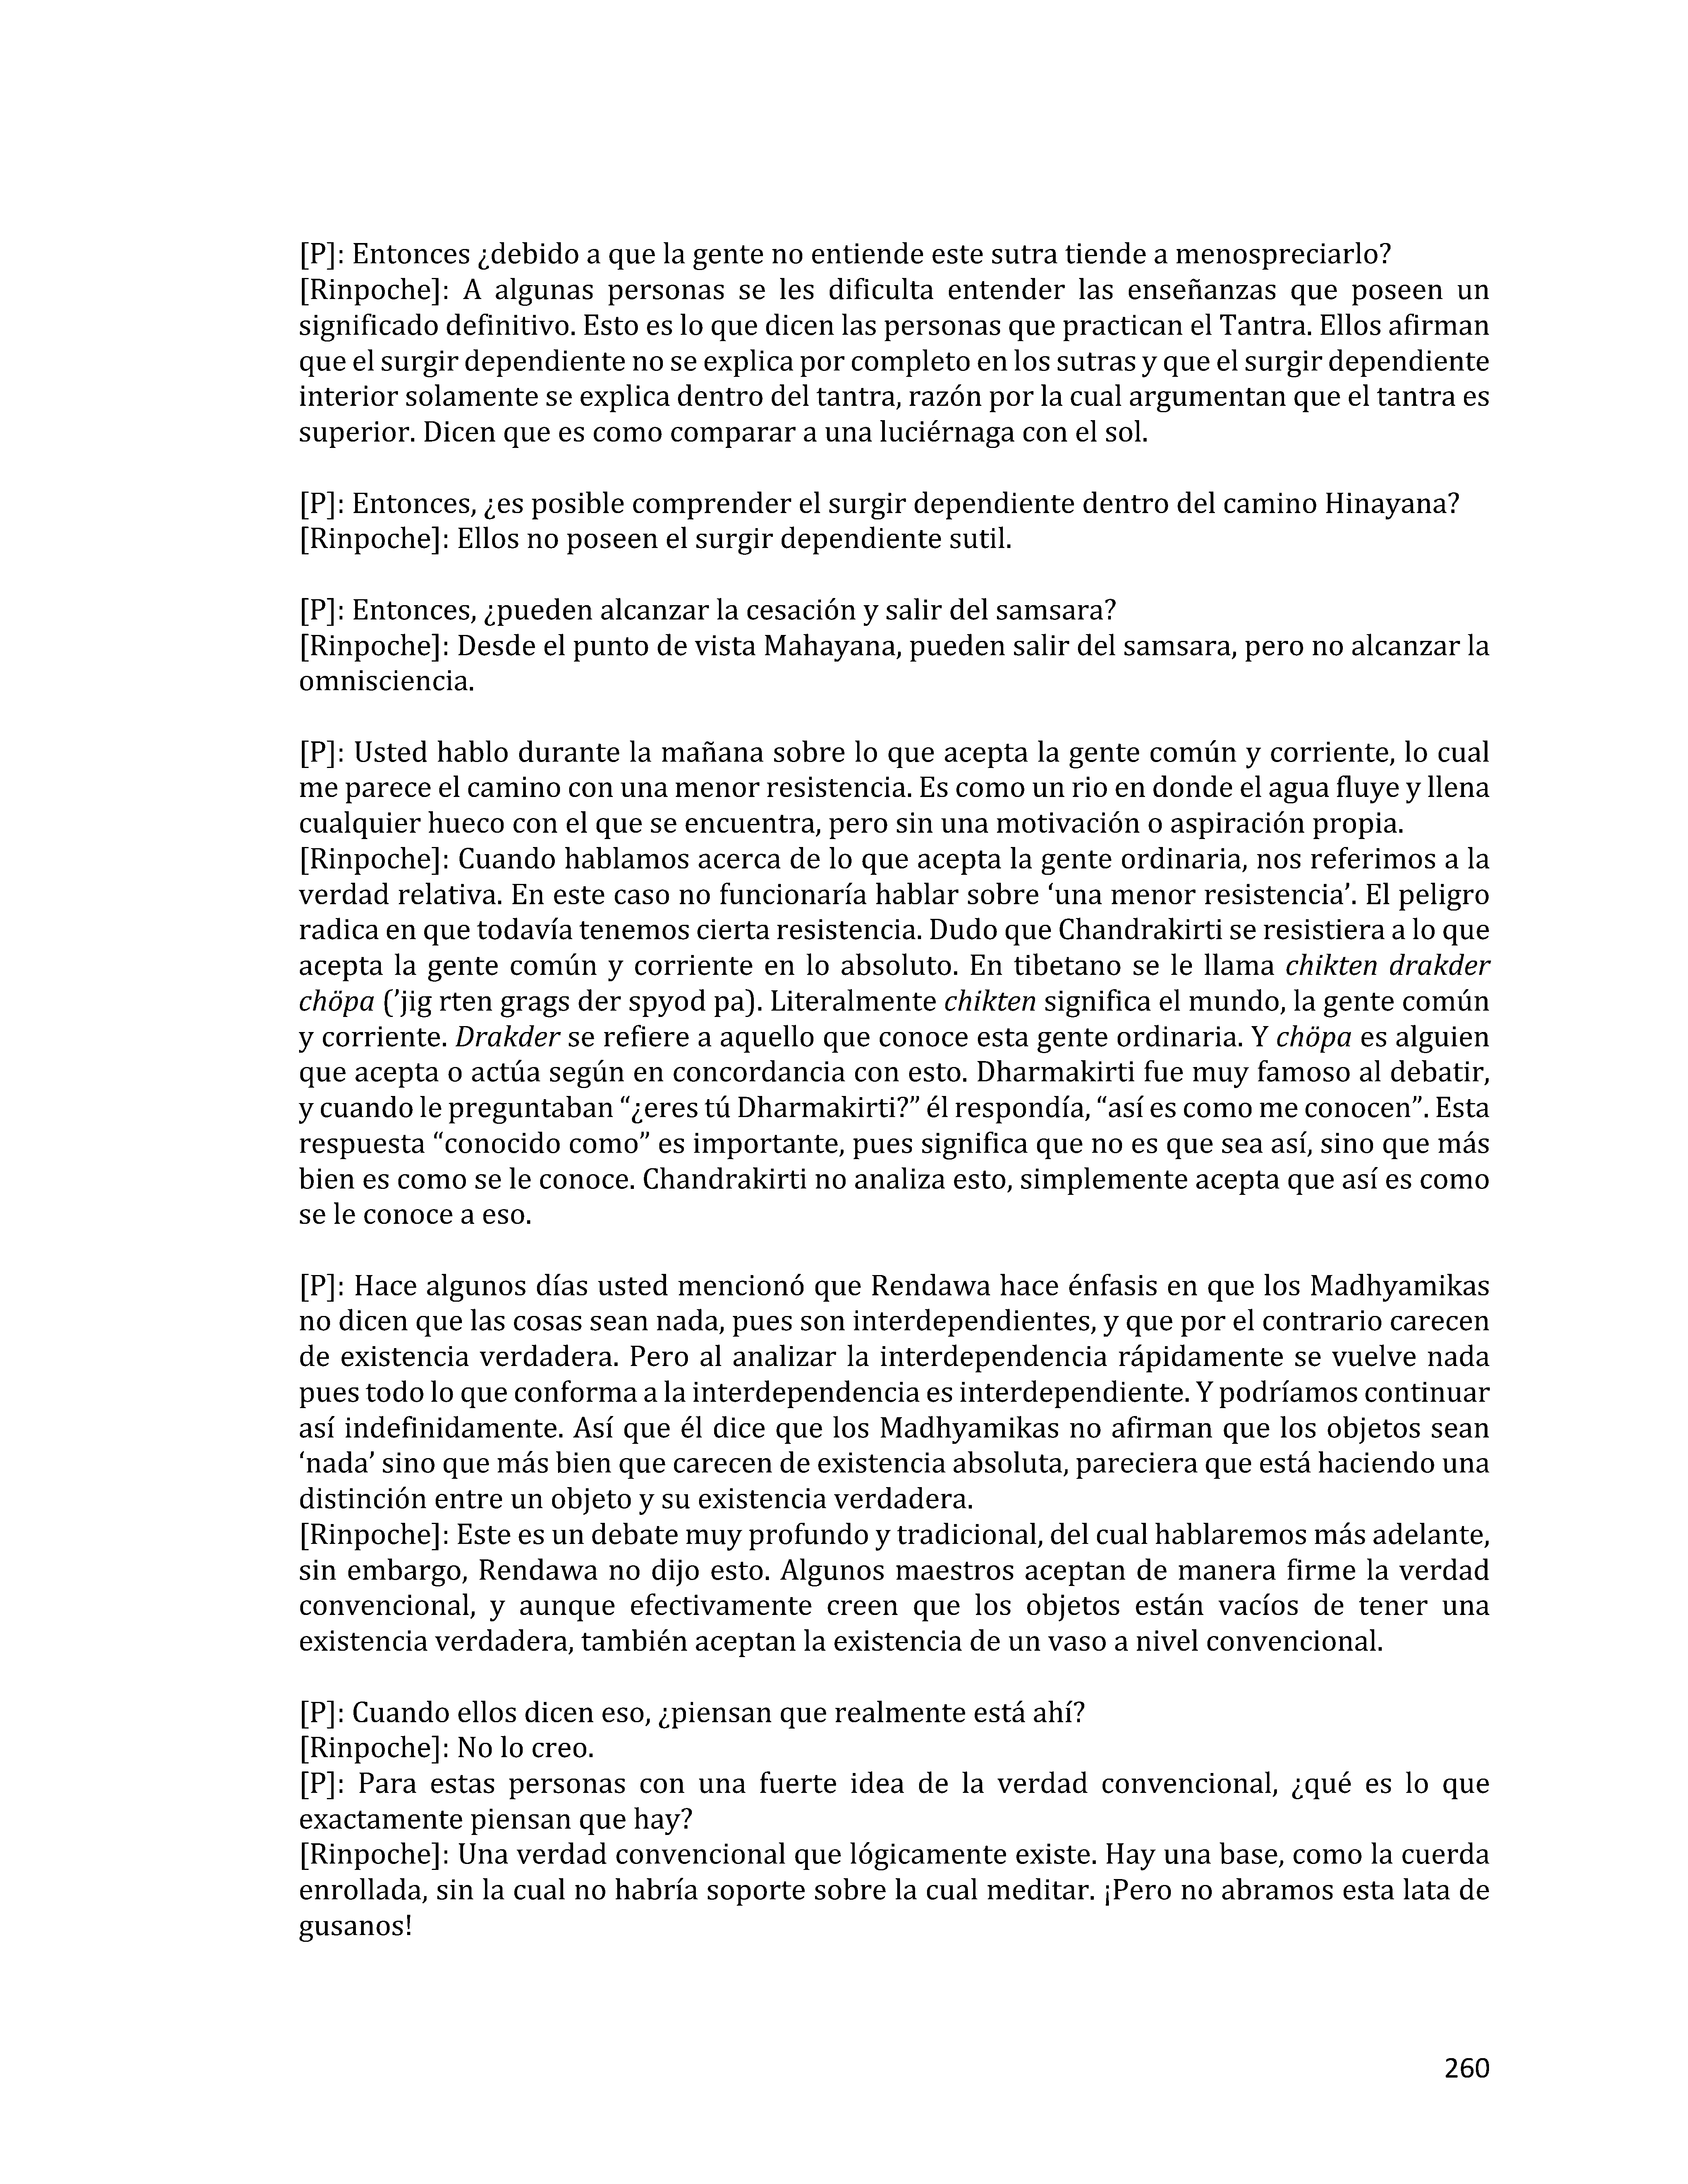 [P]: Entonces ¿debido a que la gente no entiende este sutra tiende a menospreciarlo?
[Rinpoche]: A algunas personas se les dificulta entender las enseñanzas que poseen un
significado definitivo. Esto es lo que dicen las personas que practican el Tantra. Ellos afirman
que el surgir dependiente no se explica por completo en los sutras y que el surgir dependiente
interior solamente se explica dentro del tantra, razón por la cual argumentan que el tantra es
superior. Dicen que es como comparar a una luciérnaga con el sol.
[P]: Entonces, ¿es posible comprender el surgir dependiente dentro del camino Hinayana?
[Rinpoche]: Ellos no poseen el surgir dependiente sutil.
[P]: Entonces, ¿pueden alcanzar la cesación y salir del samsara?
[Rinpoche]: Desde el punto de vista Mahayana, pueden salir del samsara, pero no alcanzar la
omnisciencia.
[P]: Usted hablo durante la mañana sobre lo que acepta la gente común y corriente, lo cual
me parece el camino con una menor resistencia. Es como un rio en donde el agua fluye y llena
cualquier hueco con el que se encuentra, pero sin una motivación o aspiración propia.
[Rinpoche]: Cuando hablamos acerca de lo que acepta la gente ordinaria, nos referimos a la
verdad relativa. En este caso no funcionaría hablar sobre ‘una menor resistencia’. El peligro
radica en que todavía tenemos cierta resistencia. Dudo que Chandrakirti se resistiera a lo que
acepta la gente común y corriente en lo absoluto. En tibetano se le llama chikten drakder
chöpa (’jig rten grags der spyod pa). Literalmente chikten significa el mundo, la gente común
y corriente. Drakder se refiere a aquello que conoce esta gente ordinaria. Y chöpa es alguien
que acepta o actúa según en concordancia con esto. Dharmakirti fue muy famoso al debatir,
y cuando le preguntaban “¿eres tú Dharmakirti?” él respondía, “así es como me conocen”. Esta
respuesta “conocido como” es importante, pues significa que no es que sea así, sino que más
bien es como se le conoce. Chandrakirti no analiza esto, simplemente acepta que así es como
se le conoce a eso.
[P]: Hace algunos días usted mencionó que Rendawa hace énfasis en que los Madhyamikas
no dicen que las cosas sean nada, pues son interdependientes, y que por el contrario carecen
de existencia verdadera. Pero al analizar la interdependencia rápidamente se vuelve nada
pues todo lo que conforma a la interdependencia es interdependiente. Y podríamos continuar
así indefinidamente. Así que él dice que los Madhyamikas no afirman que los objetos sean
‘nada’ sino que más bien que carecen de existencia absoluta, pareciera que está haciendo una
distinción entre un objeto y su existencia verdadera.
[Rinpoche]: Este es un debate muy profundo y tradicional, del cual hablaremos más adelante,
sin embargo, Rendawa no dijo esto. Algunos maestros aceptan de manera firme la verdad
convencional, y aunque efectivamente creen que los objetos están vacíos de tener una
existencia verdadera, también aceptan la existencia de un vaso a nivel convencional.
[P]: Cuando ellos dicen eso, ¿piensan que realmente está ahí?
[Rinpoche]: No lo creo.
[P]: Para estas personas con una fuerte idea de la verdad convencional, ¿qué es lo que
exactamente piensan que hay?
[Rinpoche]: Una verdad convencional que lógicamente existe. Hay una base, como la cuerda
enrollada, sin la cual no habría soporte sobre la cual meditar. ¡Pero no abramos esta lata de
gusanos!
260